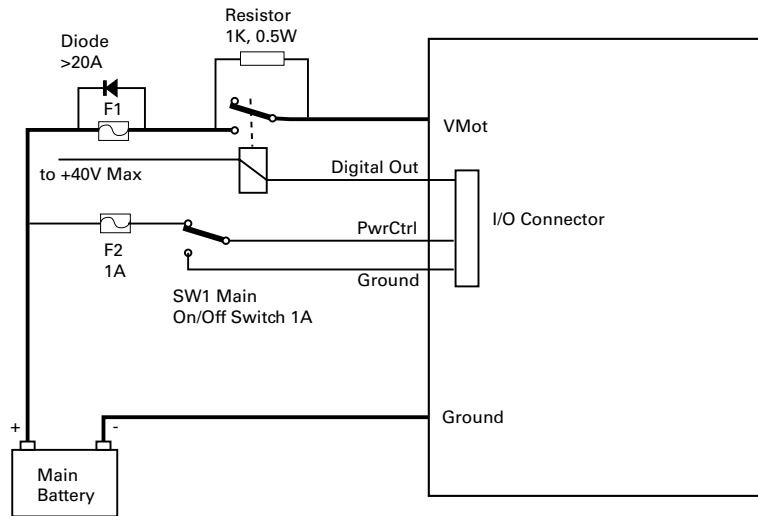 Resistor
1K, 0.5W
Diode
>20A
F1
VMot
to +40V Max
Digital Out
I/O Connector
PwrCtrl
F2
1A
Ground
SW1 Main
On/Off Switch 1A
Ground
+
-
Main
Battery